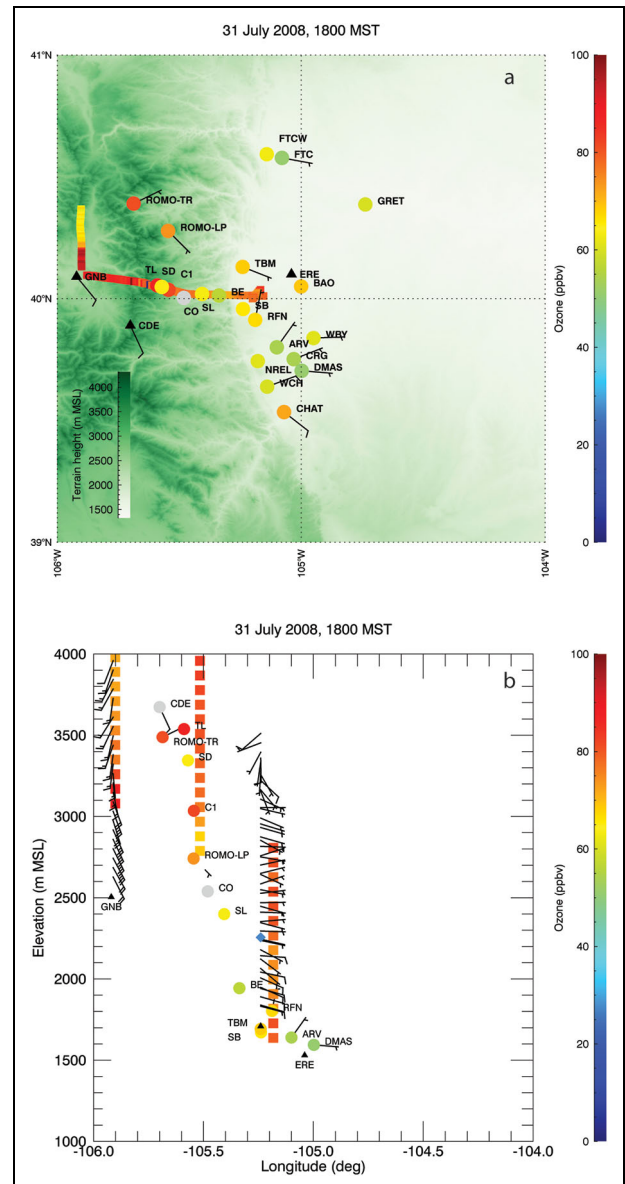 31 July 2008, 1800 MST
41°N
a
100
FTCW
FTC
80
ROMO-TR
GRET
ROMO-LP
60
TL SD C1
TBM
ERE
GNB
BAO
40°N
CO
SL
BE
SB
CDE
RFN
WBY
ARV
40
CRG
NREL
DMAS
WCH
CHAT
Ozone (ppbv)
4000
3500
3000
2500
2000
1500
Terrain height (m MSL)
20
39°N
0
106°W
105°W
104°W
31 July 2008, 1800 MST
4000
b
100
CDE
TL
3500
ROMO-TR
SD
80
3000
C1
ROMO-LP
60
2500
GNB
CO
SL
Elevation (m MSL)
Ozone (ppbv)
40
2000
BE
RFN
TBM
SB
ARV
DMAS
1500
ERE
20
1000
0
-106.0
-105.5
-105.0
-104.5
-104.0
Longitude (deg)